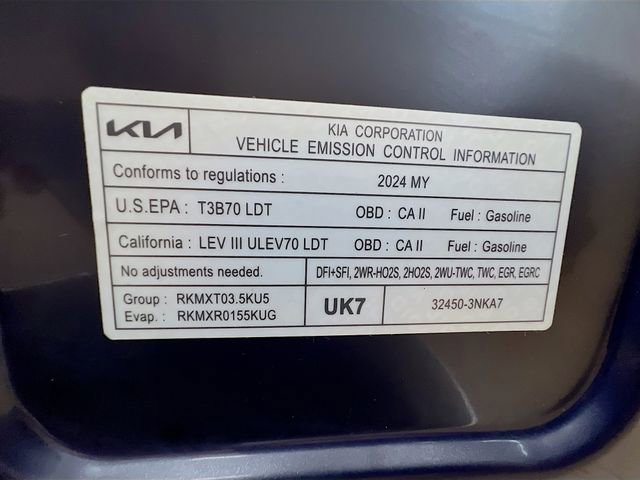 KIA
KIA CORPORATION
VEHICLE EMISSION CONTROL INFORMATION
Conforms to regulations : 2024 MY
U.S.EPA : T3B70 LDT OBD : CA II Fuel : Gasoline
California : LEV III ULEV70 LDT OBD : CA II Fuel : Gasoline
No adjustments needed. DFI+SFI, 2WR-HO2S, 2HO2S, 2WU-TWC, TWC, EGR, EGRC
Group : RKMXT03.5KU5
Evap. : RKMXR0155KUG
UK7
32450-3NKA7